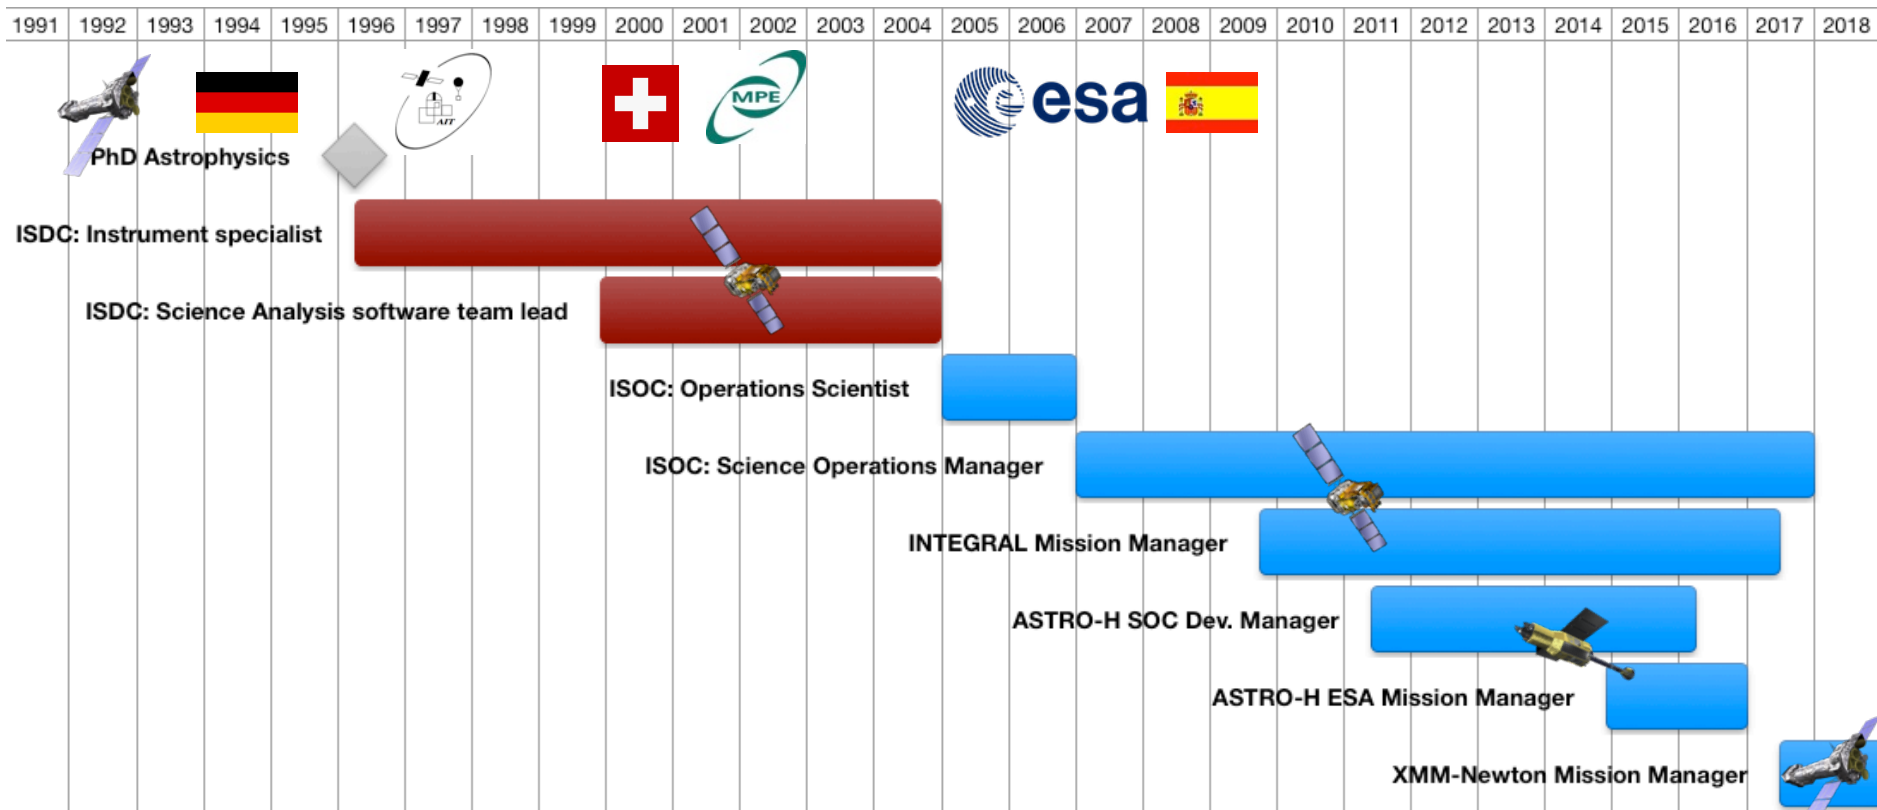 1991 1992 1993 1994 1995 1996 1997 1998 1999 2000 2001 2002 2003 2004 2005 2006 2007 2008 2009 2010 2011 2012 2013 2014 2015 2016 2017 2018
AIT
MPE
esa
PhD Astrophysics
ISDC: Instrument specialist
ISDC: Science Analysis software team lead
ISOC: Operations Scientist
ISOC: Science Operations Manager
INTEGRAL Mission Manager
ASTRO-H SOC Dev. Manager
ASTRO-H ESA Mission Manager
XMM-Newton Mission Manager